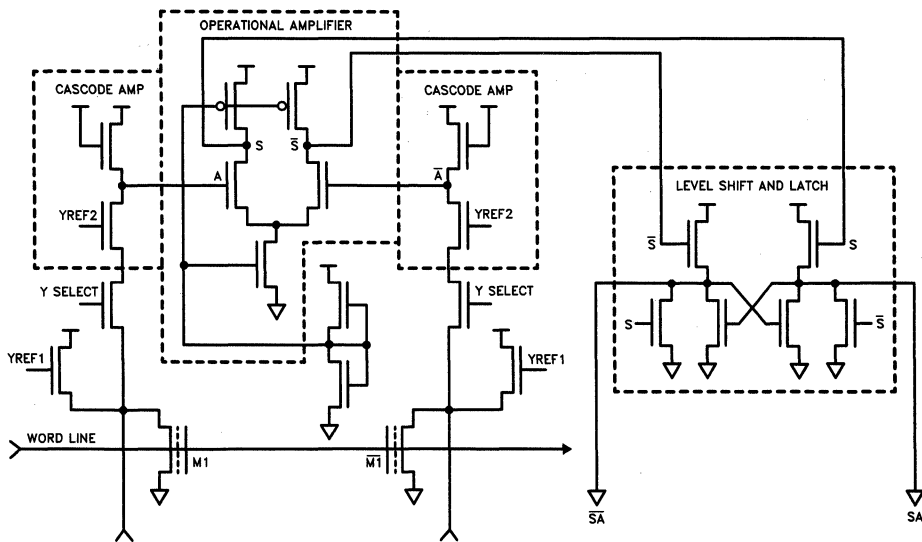 OPERATIONAL AMPLIFIER
CASCODE AMP
CASCODE AMP
S
S̅
A
A̅
LEVEL SHIFT AND LATCH
YREF2
YREF2
S̅
S
Y SELECT
Y SELECT
S
S̅
YREF1
YREF1
WORD LINE
M1
M̅1̅
S̅A̅
SA